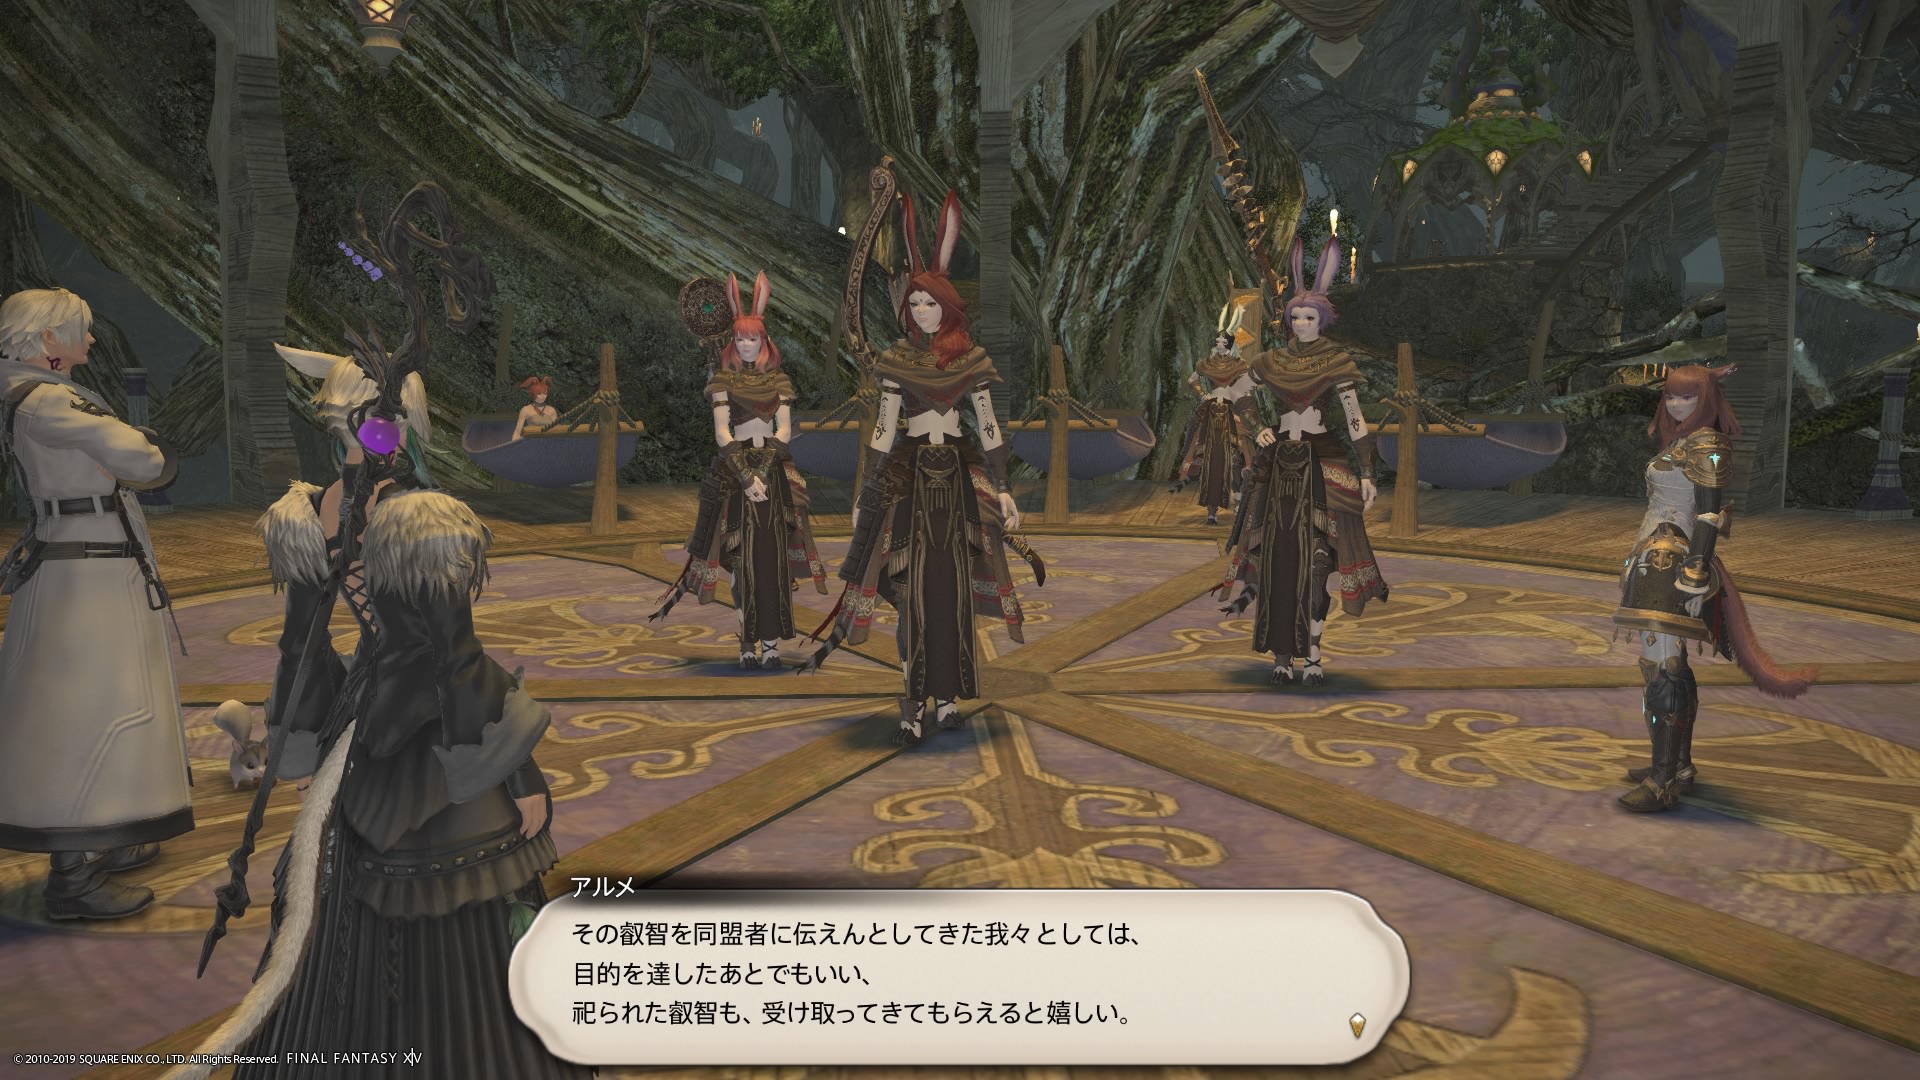 アルメ
その叡智を同盟者に伝えんとしてきた我々としては、
目的を達したあとでもいい、
祀られた叡智も、受け取ってきてもらえると嬉しい。
© 2010-2019 SQUARE ENIX CO., LTD. All Rights Reserved. FINAL FANTASY XIV